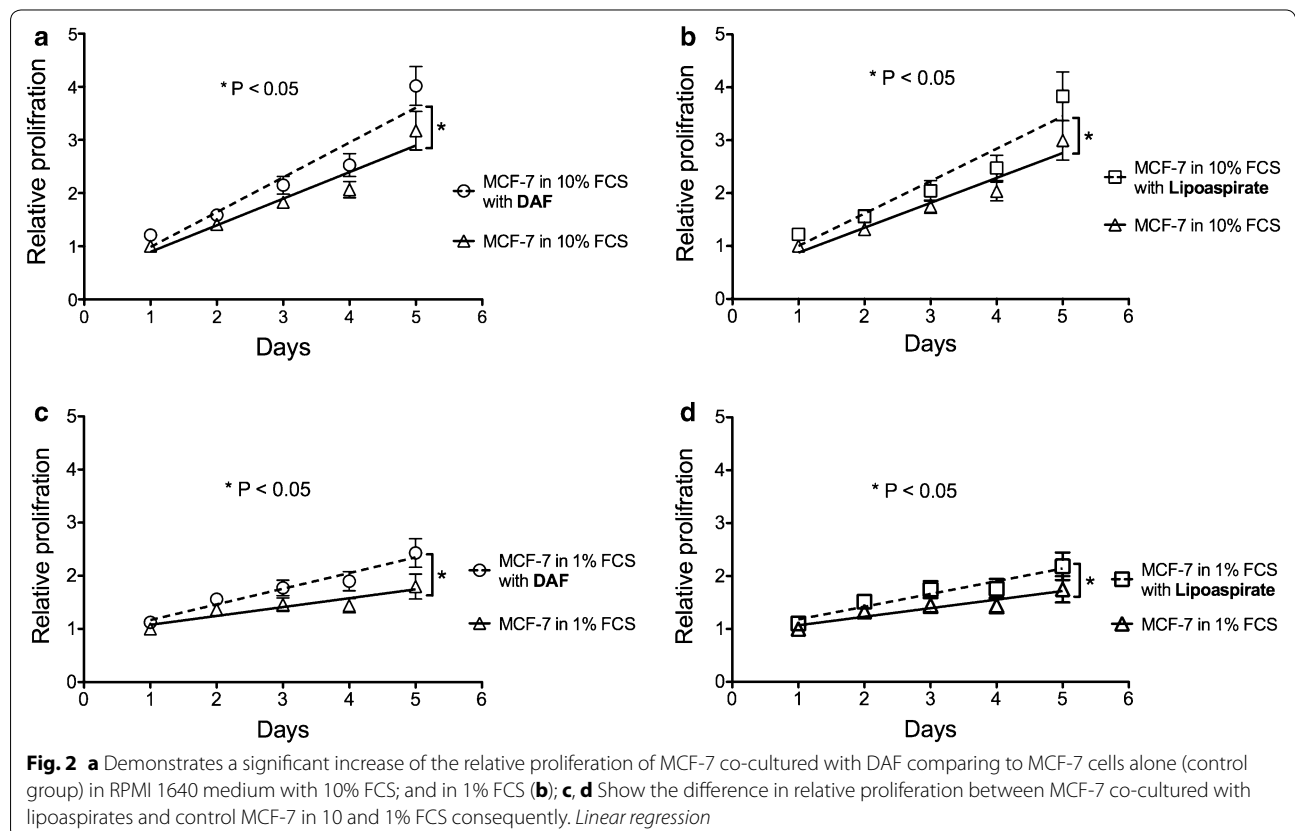 a
5
4
3
2
1
0
0 1 2 3 4 5 6
Relative prolifration
Days
* P < 0.05
*
MCF-7 in 10% FCS
with DAF
MCF-7 in 10% FCS
b
5
4
3
2
1
0
0 1 2 3 4 5 6
Relative prolifration
Days
* P < 0.05
*
MCF-7 in 10% FCS
with Lipoaspirate
MCF-7 in 10% FCS
c
5
4
3
2
1
0
0 1 2 3 4 5 6
Relative prolifration
Days
* P < 0.05
*
MCF-7 in 1% FCS
with DAF
MCF-7 in 1% FCS
d
5
4
3
2
1
0
0 1 2 3 4 5 6
Relative prolifration
Days
* P < 0.05
*
MCF-7 in 1% FCS
with Lipoaspirate
MCF-7 in 1% FCS
Fig. 2 a Demonstrates a significant increase of the relative proliferation of MCF-7 co-cultured with DAF comparing to MCF-7 cells alone (control
group) in RPMI 1640 medium with 10% FCS; and in 1% FCS (b); c, d Show the difference in relative proliferation between MCF-7 co-cultured with
lipoaspirates and control MCF-7 in 10 and 1% FCS consequently. Linear regression